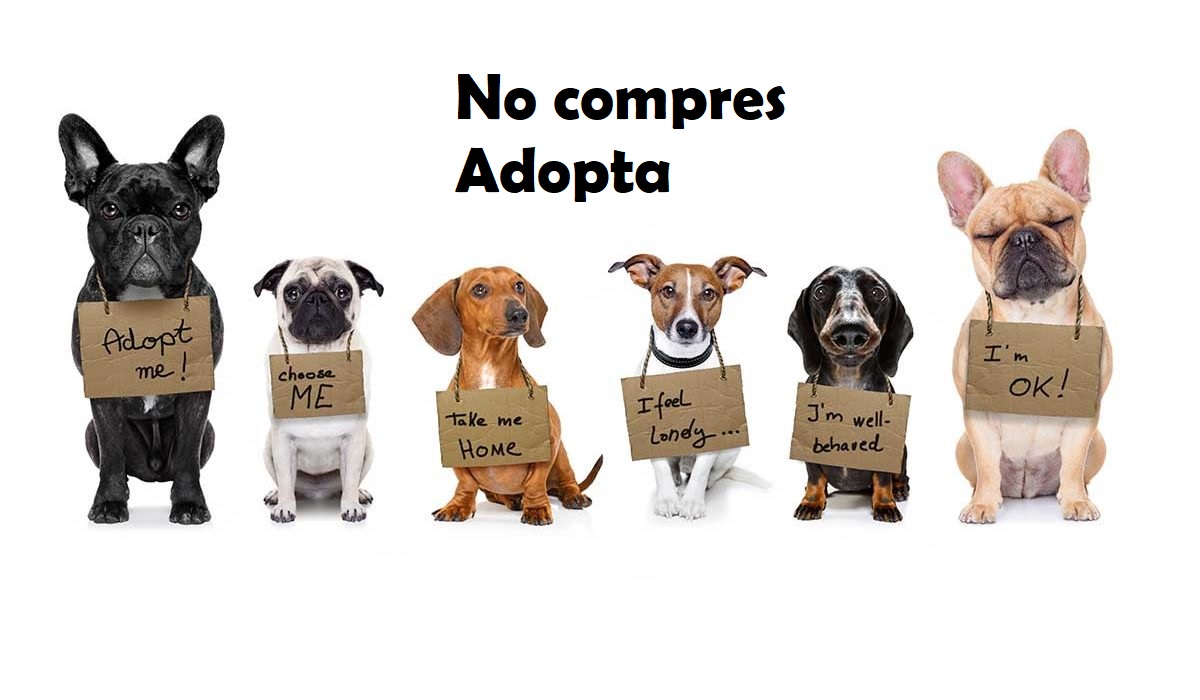 No compres
Adopta
Adopt
me!
choose
ME
Take me
HOME
I feel
Lonely...
I'm well-
behaved
I'm
OK!